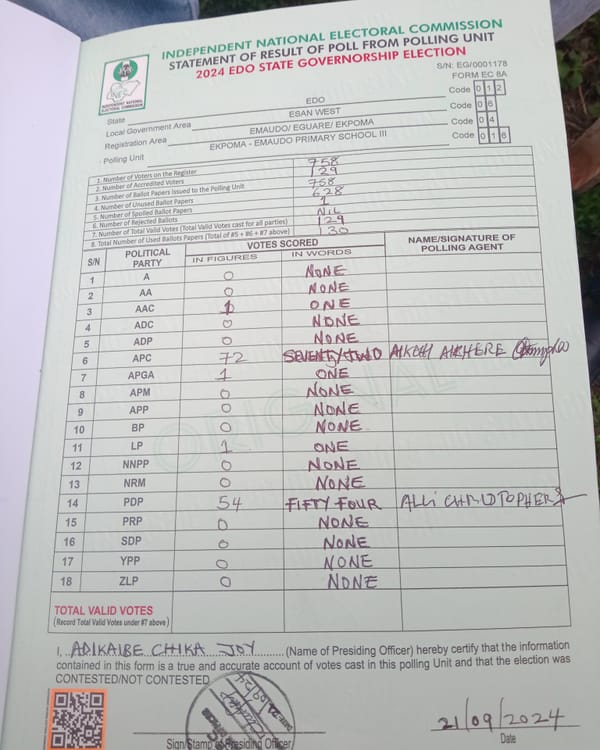 INDEPENDENT NATIONAL ELECTORAL COMMISSION
STATEMENT OF RESULT OF POLL FROM POLLING UNIT
2024 EDO STATE GOVERNORSHIP ELECTION
S/N: EG/0001178
FORM EC 8A
INEC
INDEPENDENT NATIONAL ELECTORAL COMMISSION
State EDO Code 0 1 2
Local Government Area ESAN WEST Code 0 6
Registration Area EMAUDO/ EGUARE/ EKPOMA Code 0 4
Polling Unit EKPOMA - EMAUDO PRIMARY SCHOOL III Code 0 1 6
1. Number of Voters on the Register 758
2. Number of Accredited Voters 129
3. Number of Ballot Papers Issued to the Polling Unit 758
4. Number of Unused Ballot Papers 628
5. Number of Spoiled Ballot Papers 1
6. Number of Rejected Ballots NIL
7. Number of Total Valid Votes (Total Valid Votes cast for all parties) 129
8. Total Number of Used Ballots Papers (Total of #5 + #6 + #7 above) 130
S/N POLITICAL PARTY VOTES SCORED NAME/SIGNATURE OF POLLING AGENT
IN FIGURES IN WORDS
1 A 0 NONE
2 AA 0 NONE
3 AAC 1 ONE
4 ADC 0 NONE
5 ADP 0 NONE
6 APC 72 SEVENTY TWO
7 APGA 1 ONE
8 APM 0 NONE
9 APP 0 NONE
10 BP 0 NONE
11 LP 1 ONE
12 NNPP 0 NONE
13 NRM 0 NONE
14 PDP 54 FIFTY FOUR ALLI CHRISTOPHER
15 PRP 0 NONE
16 SDP 0 NONE
17 YPP 0 NONE
18 ZLP 0 NONE
ORIGINAL
TOTAL VALID VOTES
(Record Total Valid Votes under #7 above)
I, ADIKAIBE CHIKA JOY (Name of Presiding Officer) hereby certify that the information
contained in this form is a true and accurate account of votes cast in this polling Unit and that the election was
CONTESTED/NOT CONTESTED
21/09/2024
Sign/Stamp of Presiding Officer Date